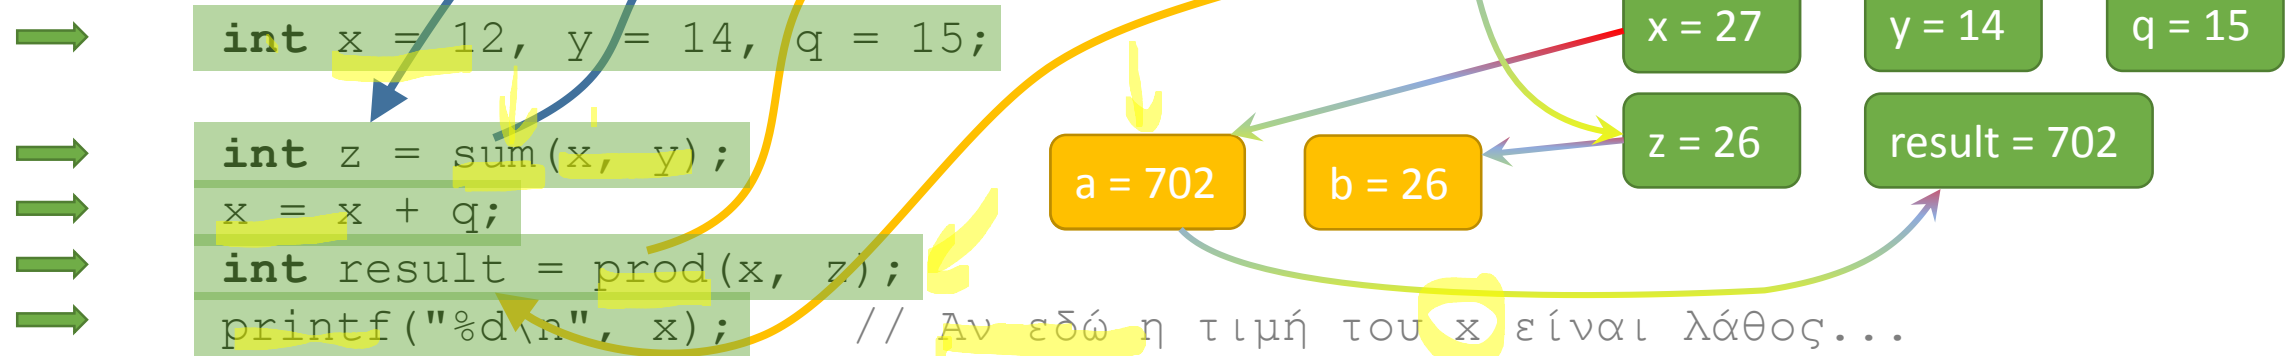 int x = 12, y = 14, q = 15;
x = 27
y = 14
q = 15
int z = sum(x, y);
z = 26
result = 702
a = 702
b = 26
x = x + q;
int result = prod(x, z);
printf("%d\n", x); // Αν εδώ η τιμή του x είναι λάθος...